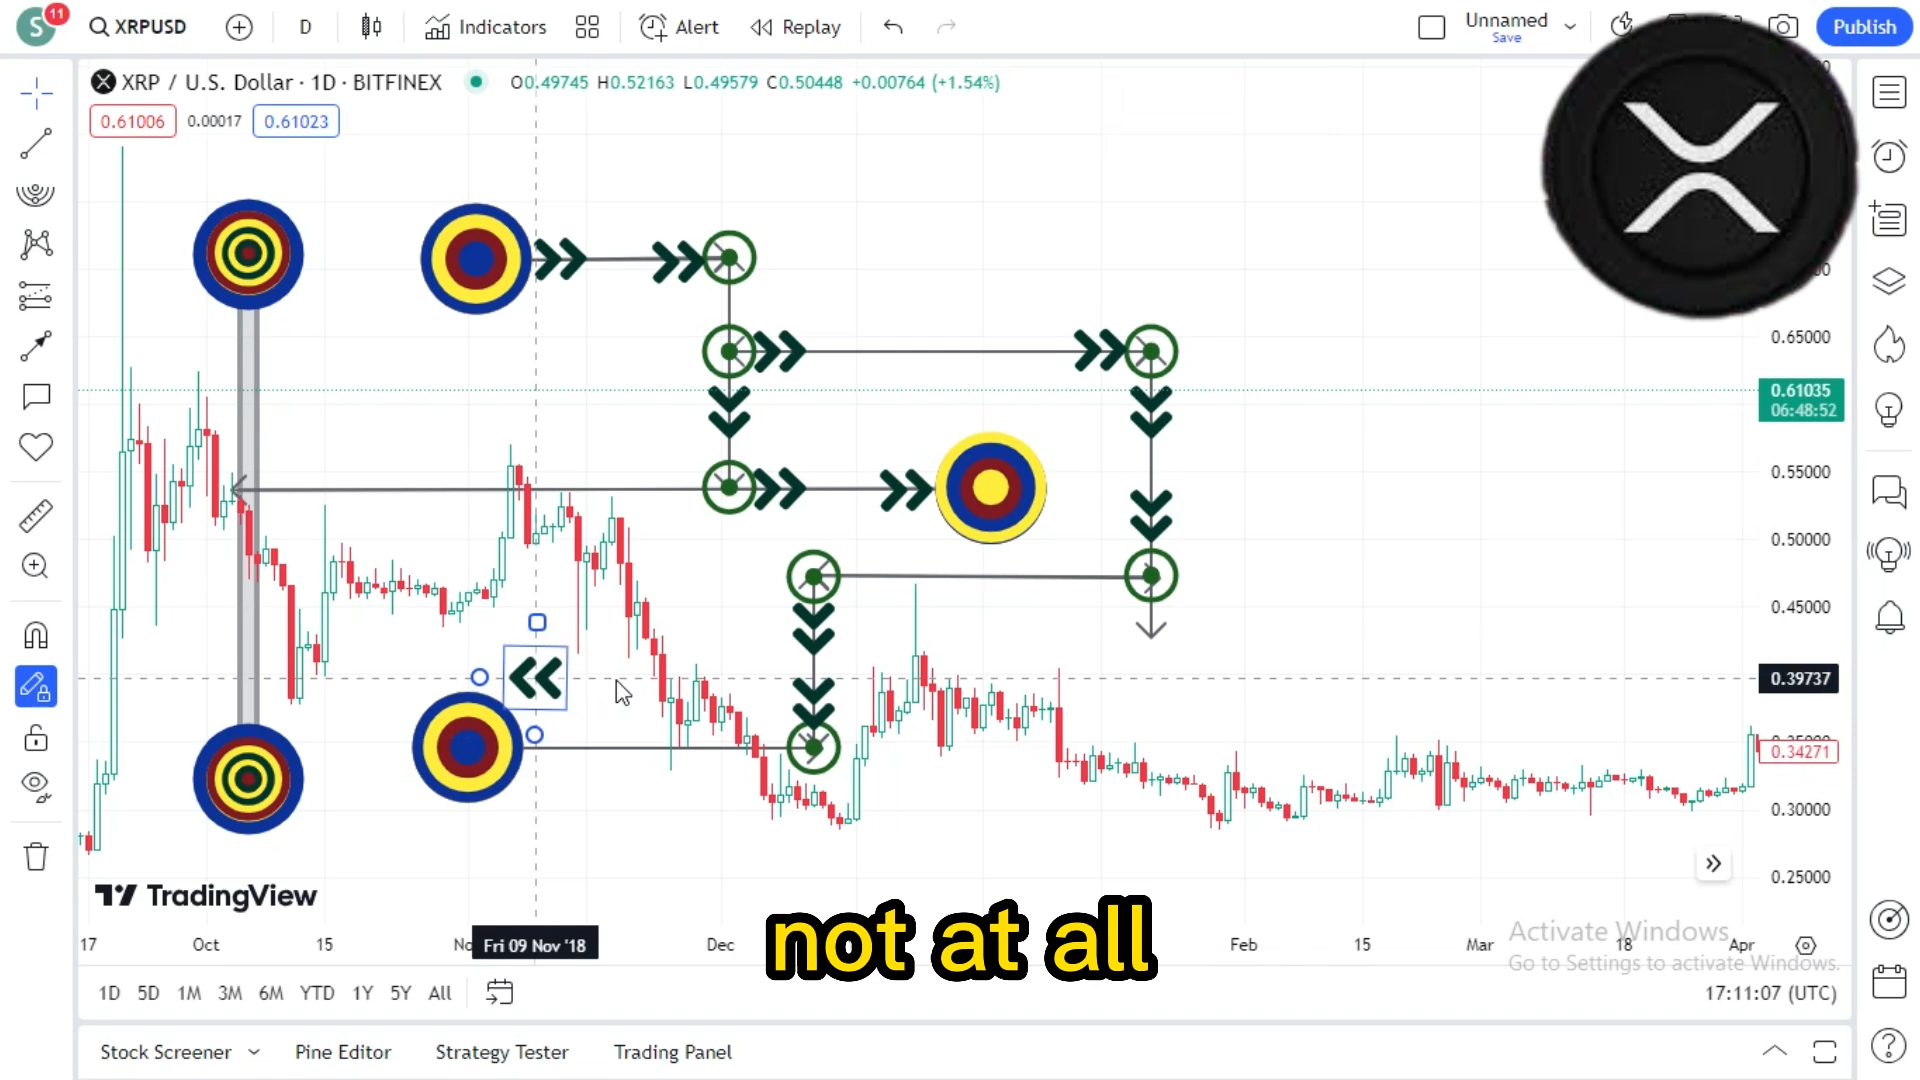 S 11 XRPUSD D Indicators Alert Replay Unnamed Publish
Save
XRP / U.S. Dollar · 1D · BITFINEX O0.49745 H0.52163 L0.49579 C0.50448 +0.00764 (+1.54%)
0.61006 0.00017 0.61023
0.65000
0.61035
06:48:52
0.55000
0.50000
0.45000
0.39737
0.34271
0.30000
0.25000
TradingView
not at all
Activate Windows
Go to Settings to activate Windows.
17 Oct 15 Fri 09 Nov '18 Dec Feb 15 Mar 18 Apr
1D 5D 1M 3M 6M YTD 1Y 5Y All 17:11:07 (UTC)
Stock Screener Pine Editor Strategy Tester Trading Panel